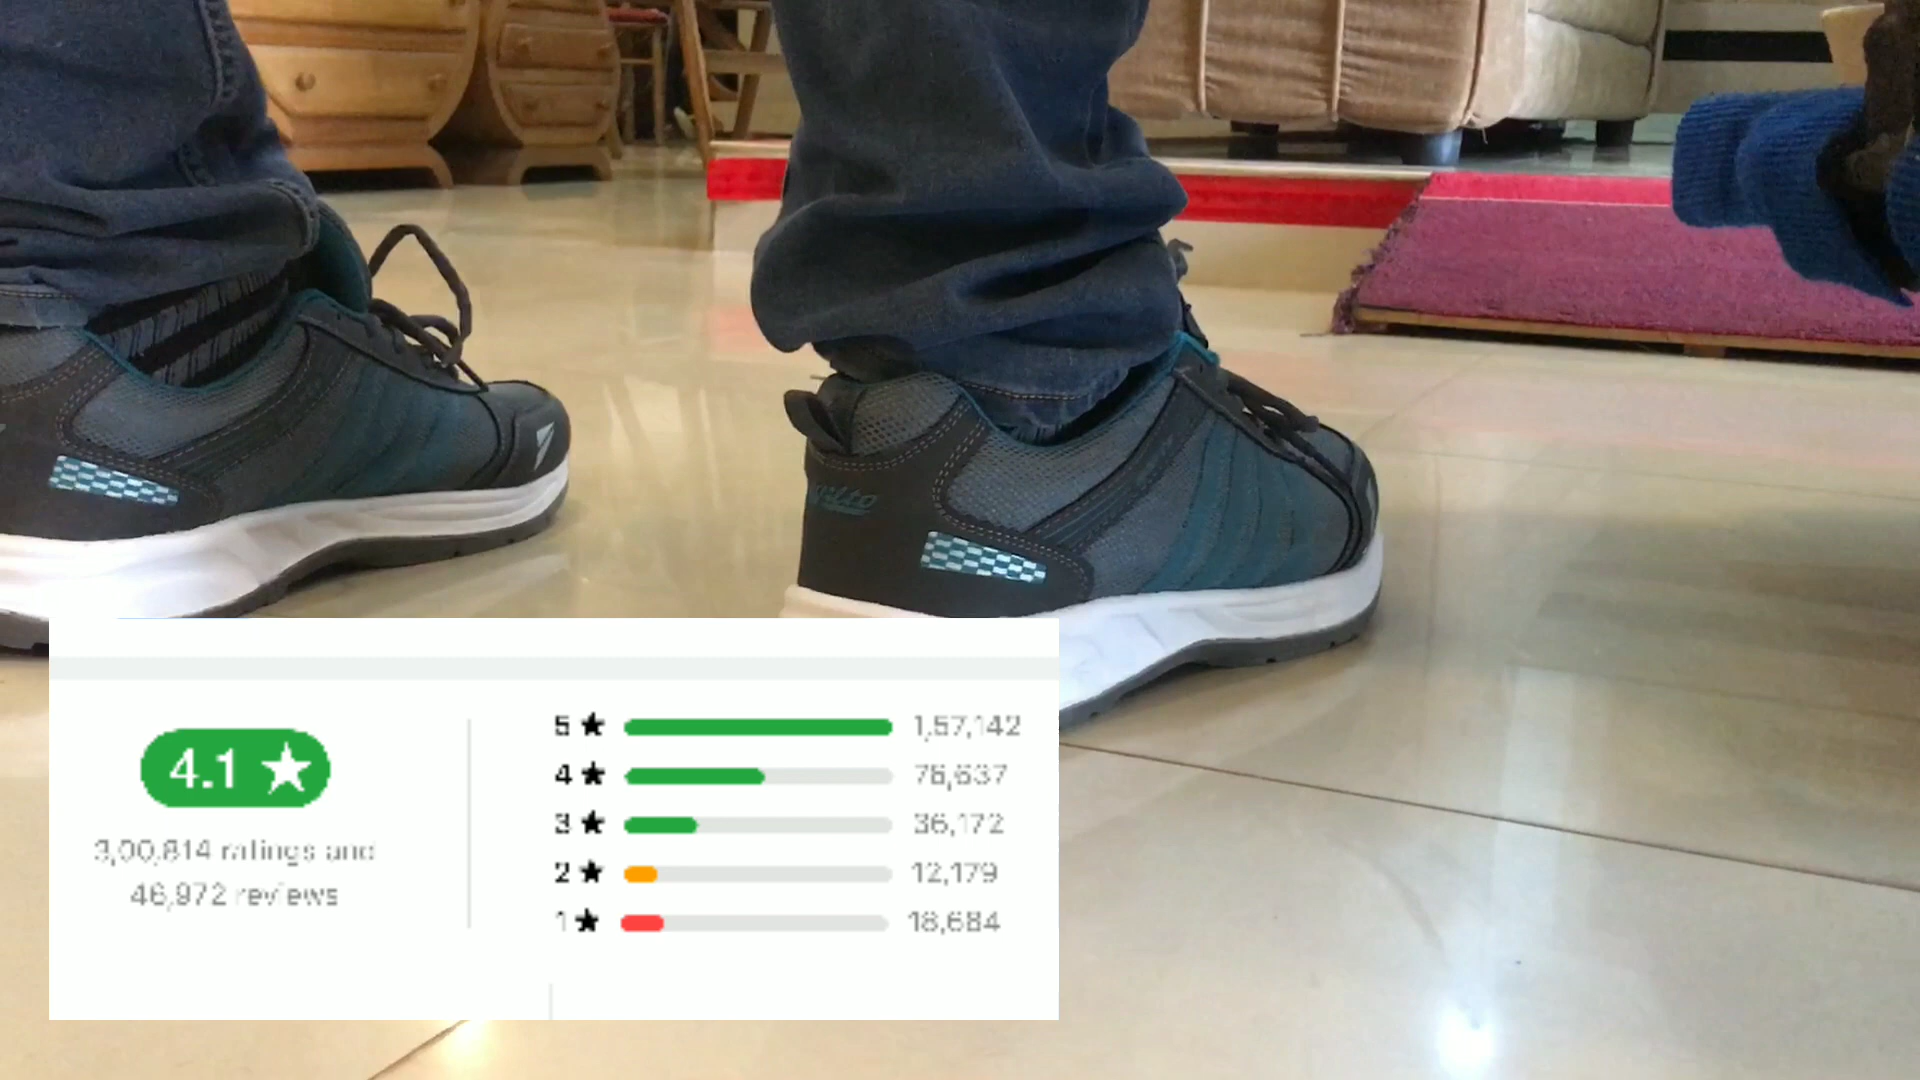 4.1 ★
3,00,814 ratings and
46,972 reviews
5 ★ 1,57,142
4 ★ 76,637
3 ★ 36,172
2 ★ 12,179
1 ★ 18,684